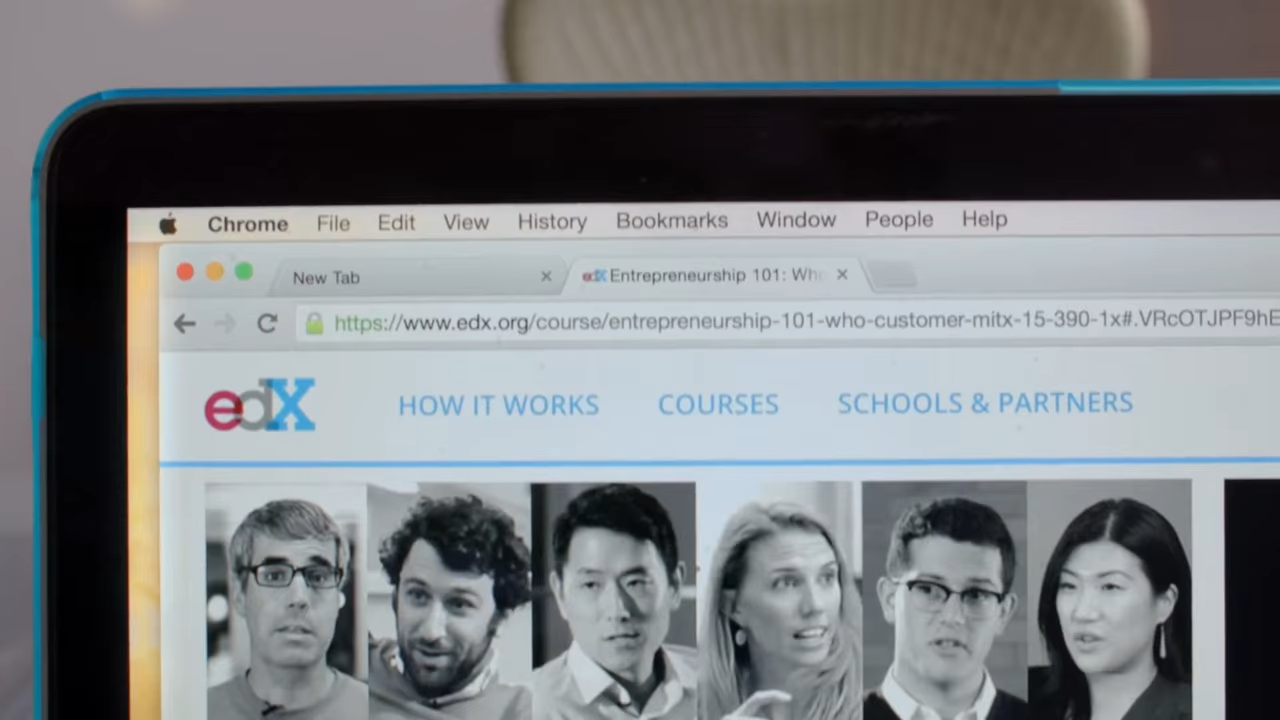 Chrome File Edit View History Bookmarks Window People Help
New Tab × edX Entrepreneurship 101: Wh ×
https://www.edx.org/course/entrepreneurship-101-who-customer-mitx-15-390-1x#.VRcOTJPF9hE
edX HOW IT WORKS COURSES SCHOOLS & PARTNERS